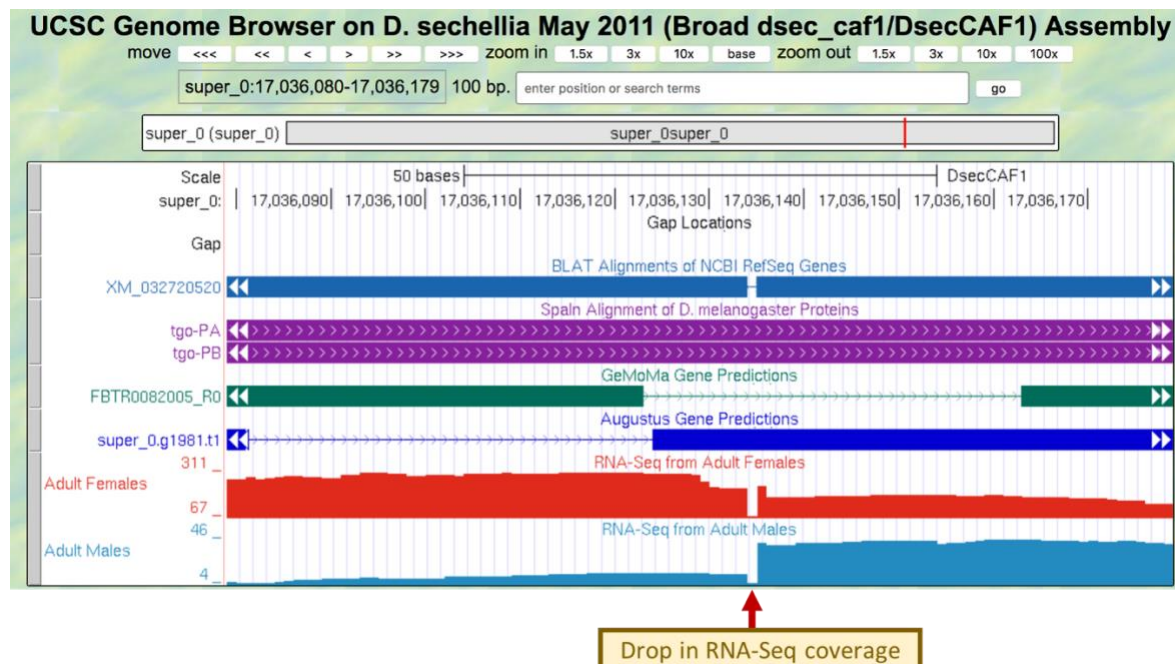 UCSC Genome Browser on D. sechellia May 2011 (Broad dsec_caf1/DsecCAF1) Assembly
move <<< << < > >> >>> zoom in 1.5x 3x 10x base zoom out 1.5x 3x 10x 100x
super_0:17,036,080-17,036,179 100 bp. enter position or search terms go
super_0 (super_0) super_0super_0
Scale 50 bases DsecCAF1
super_0: 17,036,090 17,036,100 17,036,110 17,036,120 17,036,130 17,036,140 17,036,150 17,036,160 17,036,170
Gap Locations
Gap
BLAT Alignments of NCBI RefSeq Genes
XM_032720520
Spaln Alignment of D. melanogaster Proteins
tgo-PA
tgo-PB
GeMoMa Gene Predictions
FBTR0082005_R0
Augustus Gene Predictions
super_0.g1981.t1
311 _ RNA-Seq from Adult Females
Adult Females
67 _
46 _ RNA-Seq from Adult Males
Adult Males
4 _
Drop in RNA-Seq coverage